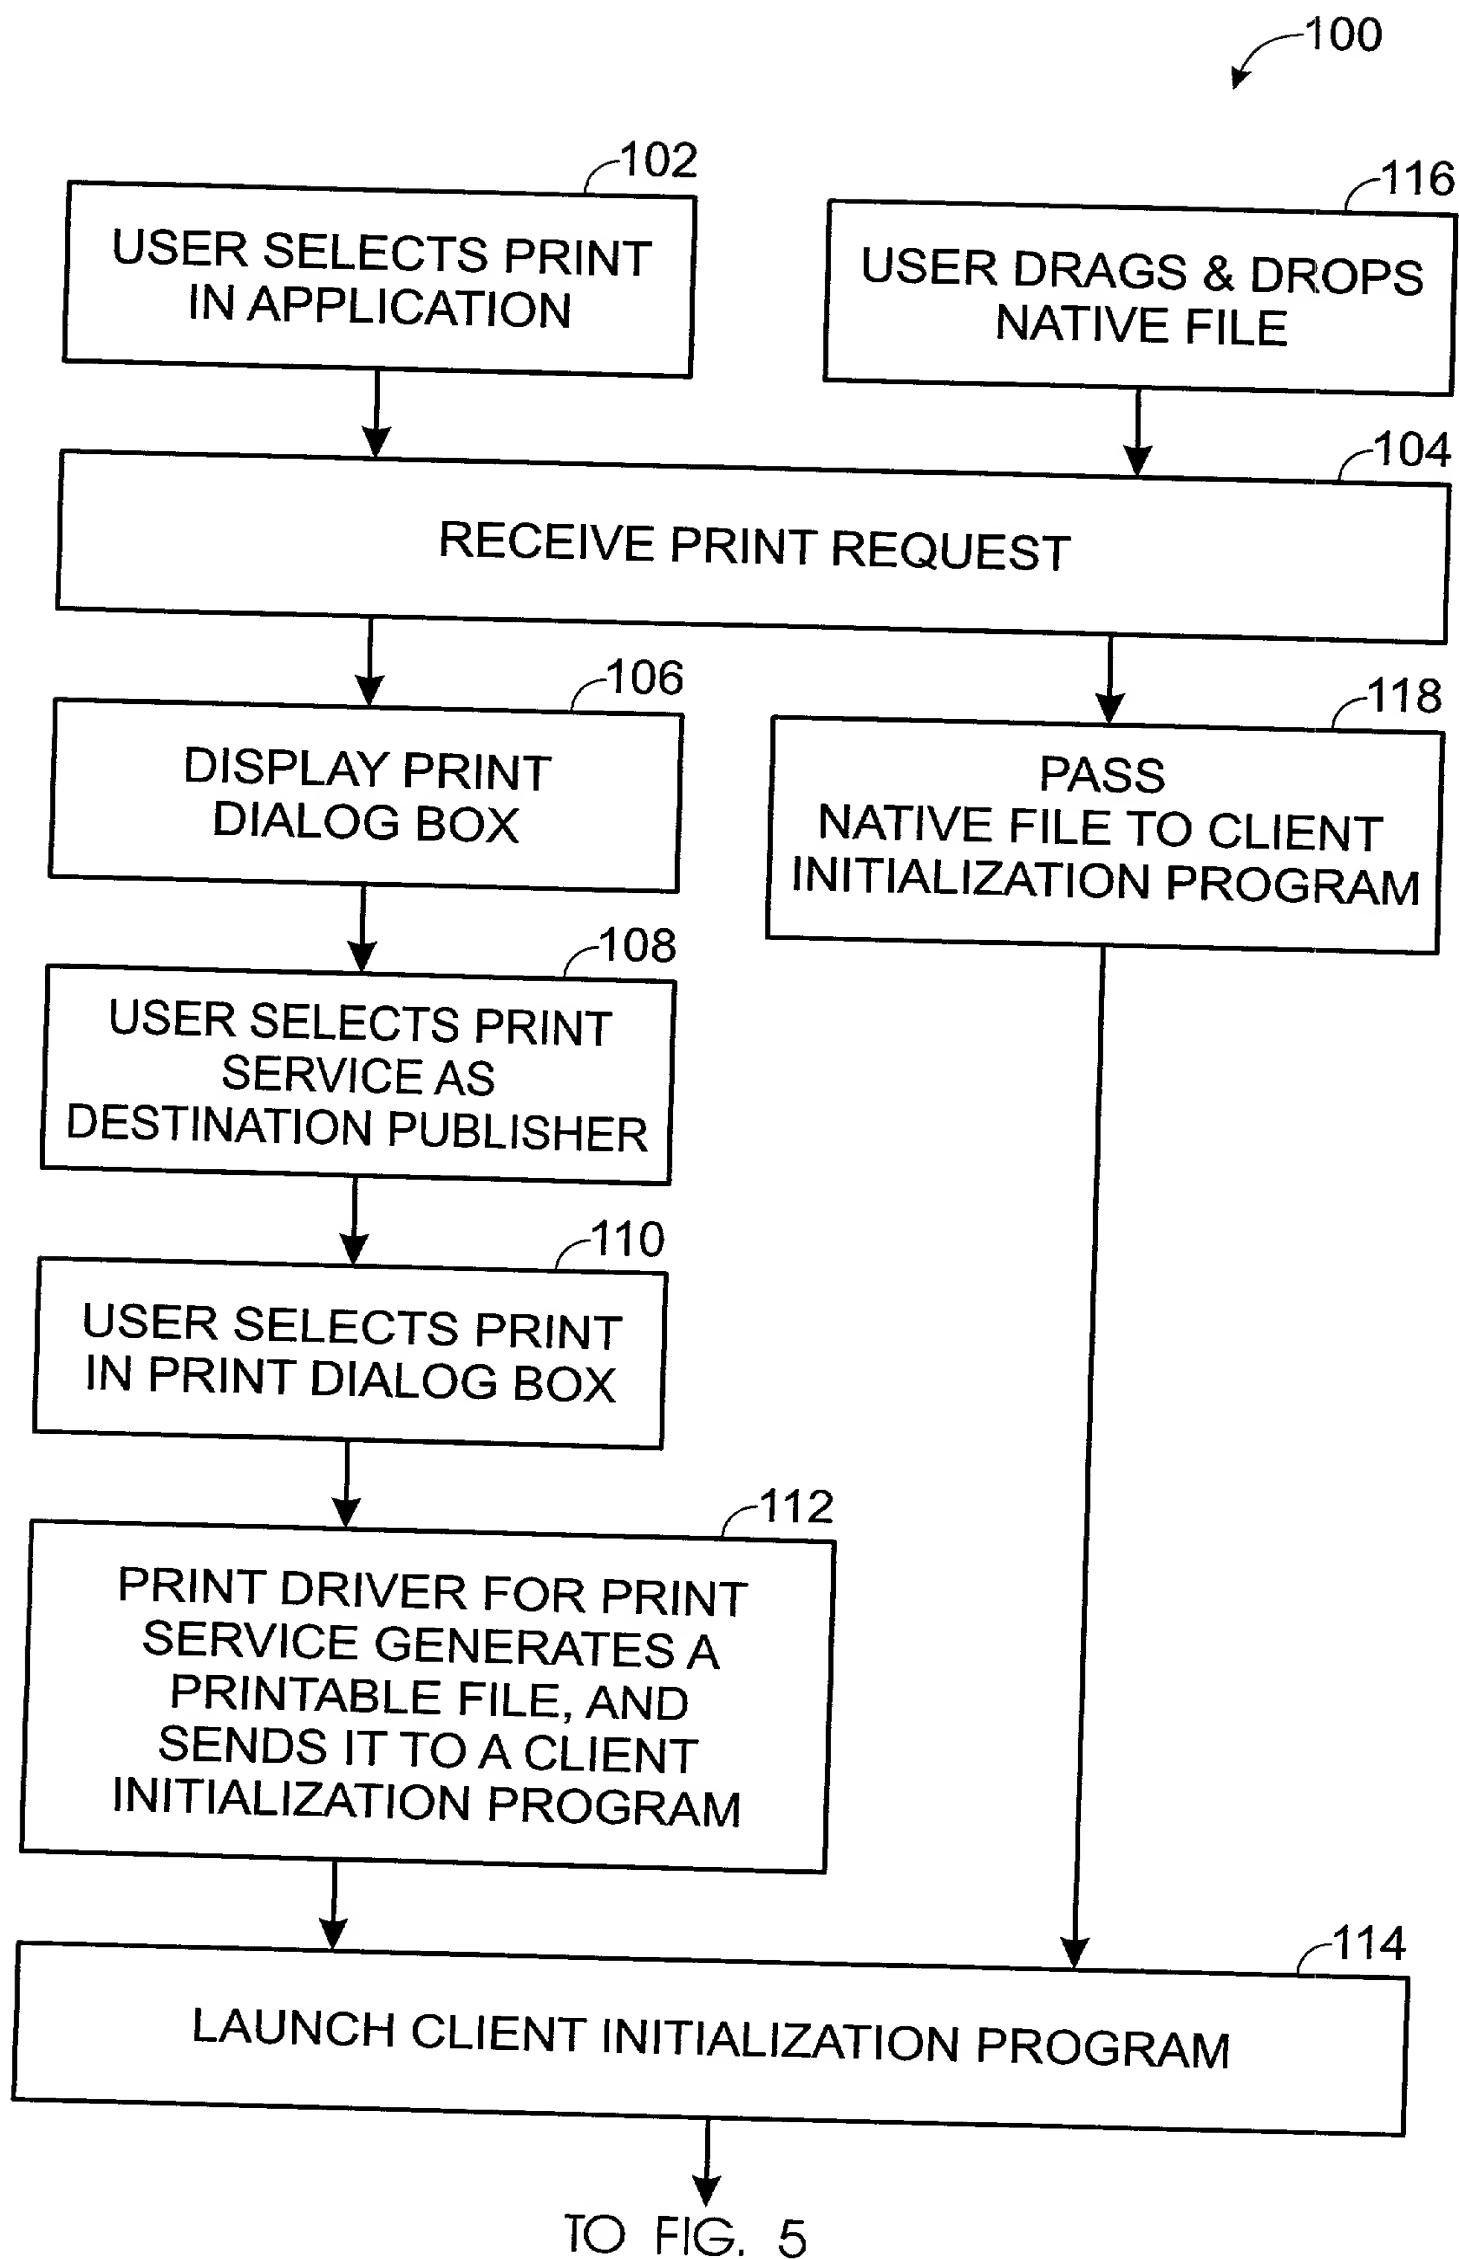 100
102
USER SELECTS PRINT
IN APPLICATION
116
USER DRAGS & DROPS
NATIVE FILE
104
RECEIVE PRINT REQUEST
106
DISPLAY PRINT
DIALOG BOX
118
PASS
NATIVE FILE TO CLIENT
INITIALIZATION PROGRAM
108
USER SELECTS PRINT
SERVICE AS
DESTINATION PUBLISHER
110
USER SELECTS PRINT
IN PRINT DIALOG BOX
112
PRINT DRIVER FOR PRINT
SERVICE GENERATES A
PRINTABLE FILE, AND
SENDS IT TO A CLIENT
INITIALIZATION PROGRAM
114
LAUNCH CLIENT INITIALIZATION PROGRAM
TO FIG. 5